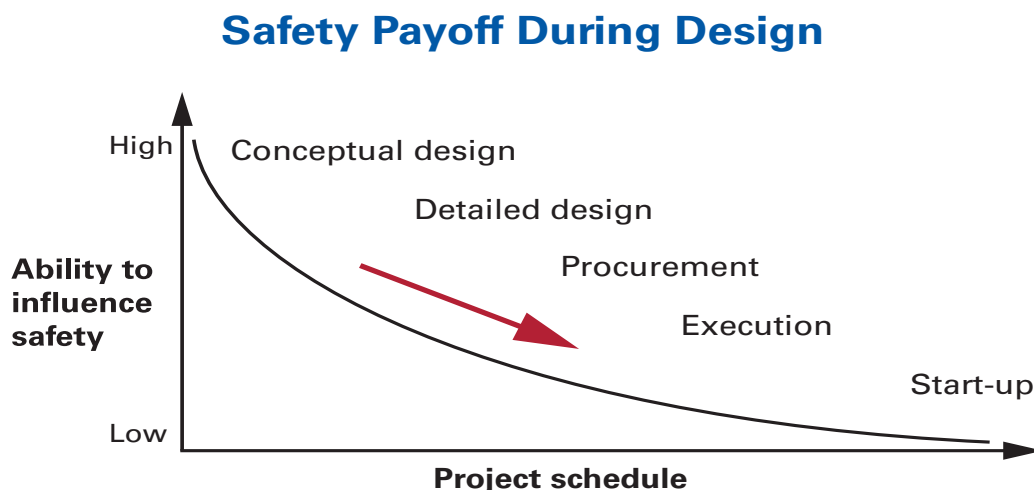 Safety Payoff During Design
High
Conceptual design
Detailed design
Ability to
influence
safety
Procurement
Execution
Start-up
Low
Project schedule